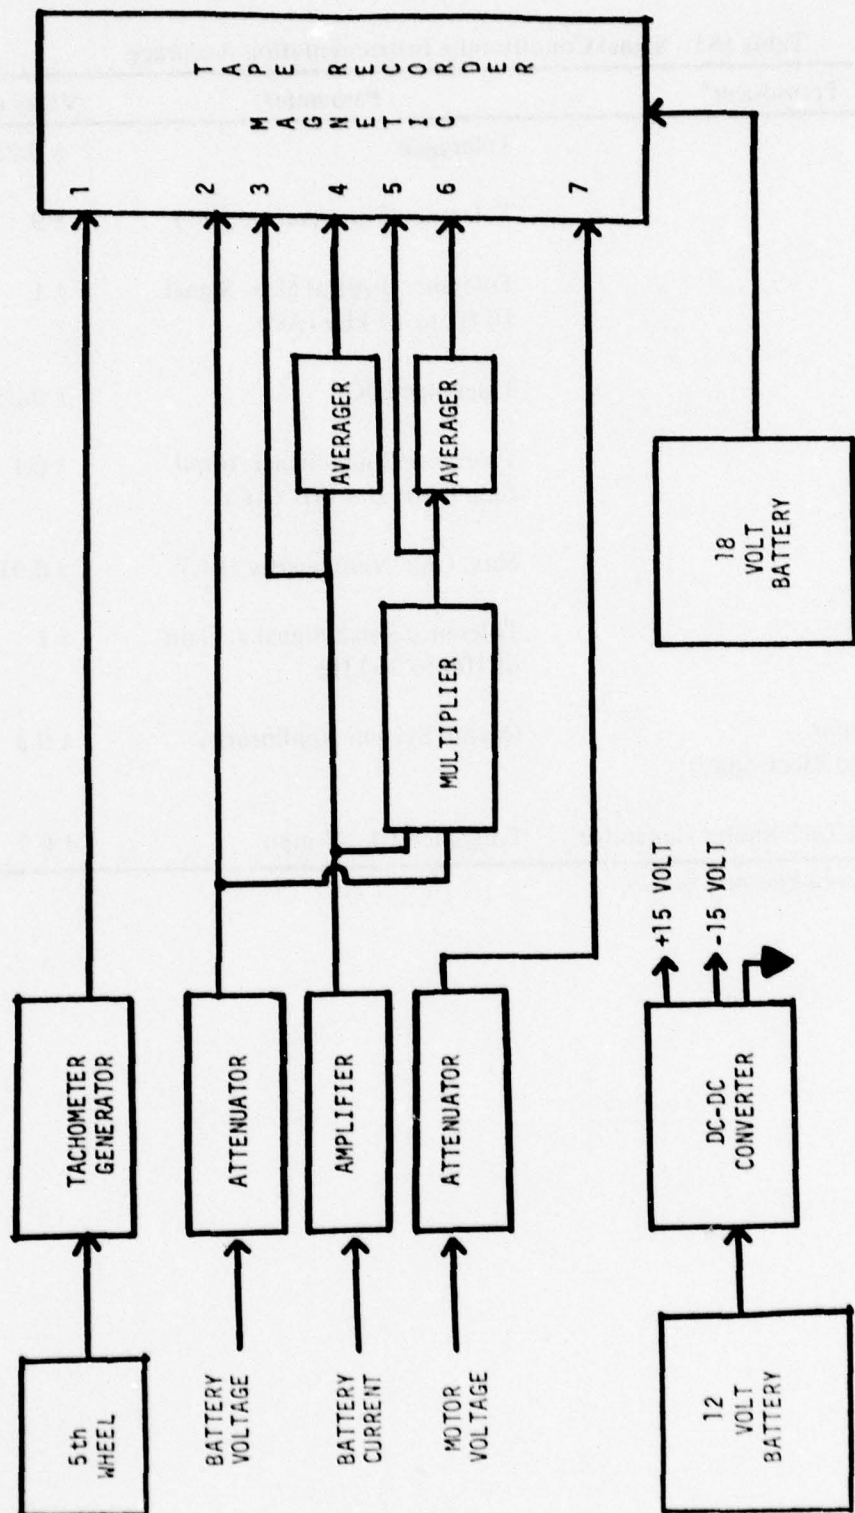 5th
WHEEL
TACHOMETER
GENERATOR
BATTERY
VOLTAGE
ATTENUATOR
BATTERY
CURRENT
AMPLIFIER
MOTOR
VOLTAGE
ATTENUATOR
MULTIPLIER
AVERAGER
AVERAGER
1
2
3
4
5
6
7
MAGNETIC
TAPE RECORDER
12
VOLT
BATTERY
DC-DC
CONVERTER
+15 VOLT
-15 VOLT
18
VOLT
BATTERY